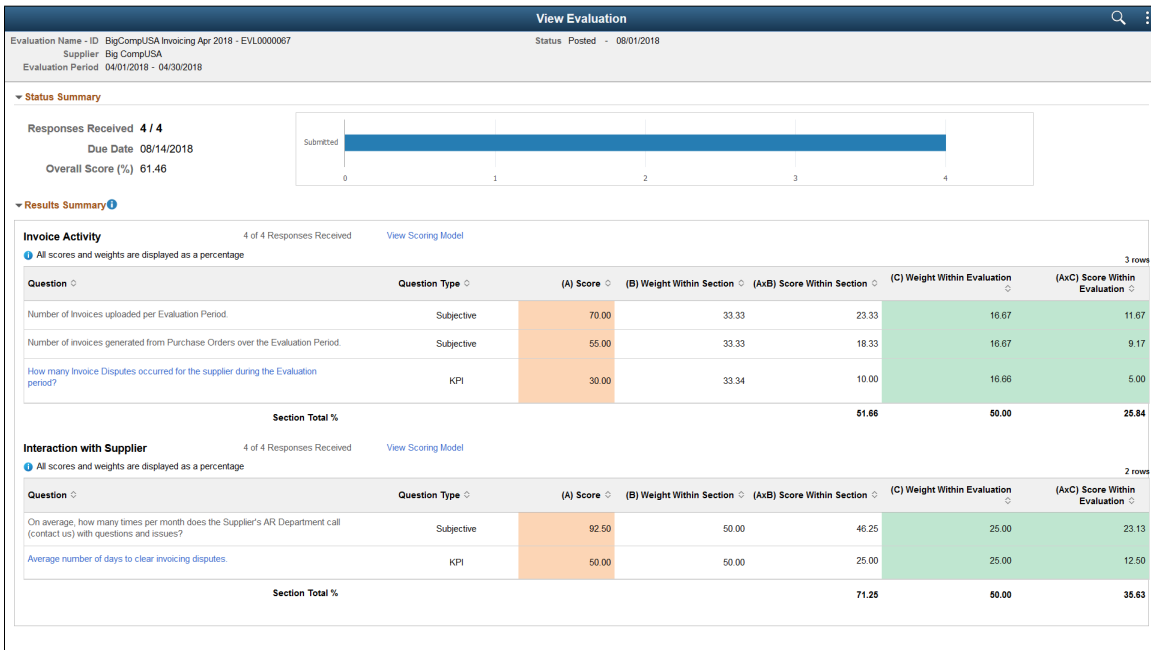 View Evaluation
Evaluation Name - ID BigCompUSA Invoicing Apr 2018 - EVL0000067 Status Posted - 08/01/2018
Supplier Big CompUSA
Evaluation Period 04/01/2018 - 04/30/2018
Status Summary
Responses Received 4 / 4
Due Date 08/14/2018
Overall Score (%) 61.46
Submitted
0 1 2 3 4
Results Summary
Invoice Activity 4 of 4 Responses Received View Scoring Model
All scores and weights are displayed as a percentage
3 rows
Question Question Type (A) Score (B) Weight Within Section (AxB) Score Within Section (C) Weight Within Evaluation (AxC) Score Within
Evaluation
Number of Invoices uploaded per Evaluation Period. Subjective 70.00 33.33 23.33 16.67 11.67
Number of invoices generated from Purchase Orders over the Evaluation Period. Subjective 55.00 33.33 18.33 16.67 9.17
How many Invoice Disputes occurred for the supplier during the Evaluation
period? KPI 30.00 33.34 10.00 16.66 5.00
Section Total % 51.66 50.00 25.84
Interaction with Supplier 4 of 4 Responses Received View Scoring Model
All scores and weights are displayed as a percentage
2 rows
Question Question Type (A) Score (B) Weight Within Section (AxB) Score Within Section (C) Weight Within Evaluation (AxC) Score Within
Evaluation
On average, how many times per month does the Supplier's AR Department call
(contact us) with questions and issues? Subjective 92.50 50.00 46.25 25.00 23.13
Average number of days to clear invoicing disputes. KPI 50.00 50.00 25.00 25.00 12.50
Section Total % 71.25 50.00 35.63